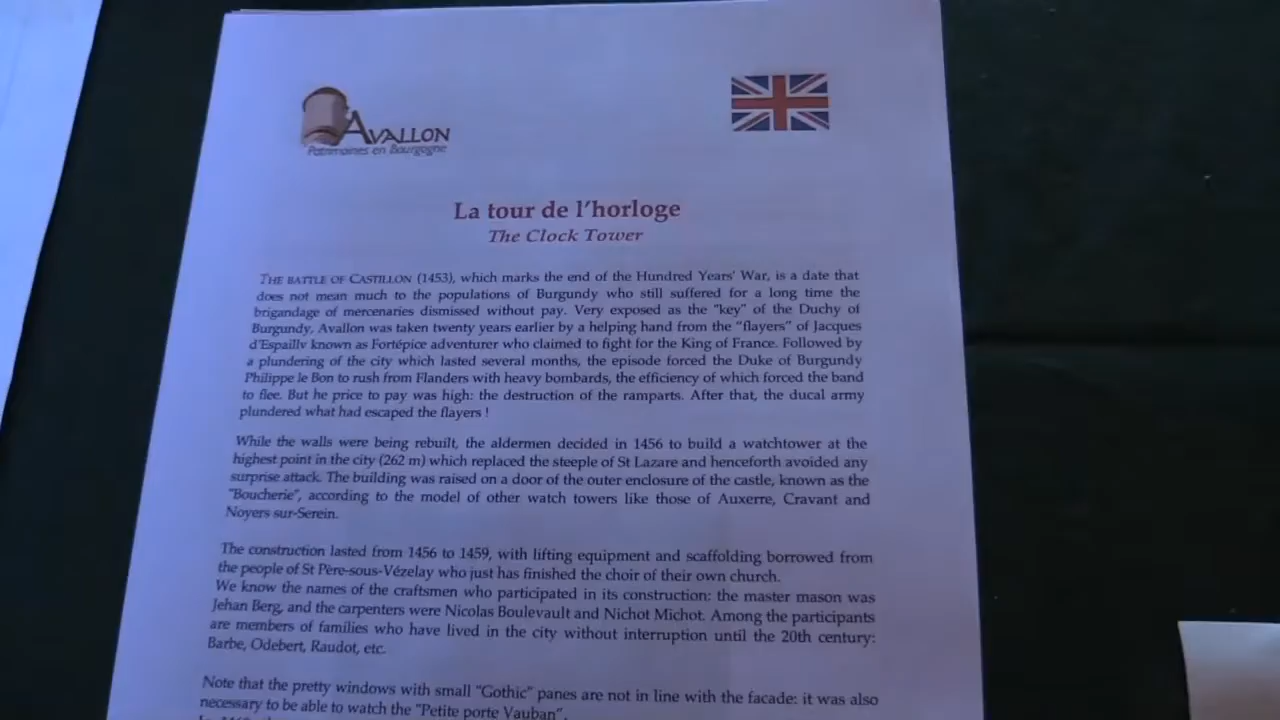 AVALLON
Patrimoines en Bourgogne
La tour de l'horloge
The Clock Tower
THE BATTLE OF CASTILLON (1453), which marks the end of the Hundred Years' War, is a date that
does not mean much to the populations of Burgundy who still suffered for a long time the
brigandage of mercenaries dismissed without pay. Very exposed as the "key" of the Duchy of
Burgundy, Avallon was taken twenty years earlier by a helping hand from the "flayers" of Jacques
d'Espailly known as Fortépice adventurer who claimed to fight for the King of France. Followed by
a plundering of the city which lasted several months, the episode forced the Duke of Burgundy
Philippe le Bon to rush from Flanders with heavy bombards, the efficiency of which forced the band
to flee. But he price to pay was high: the destruction of the ramparts. After that, the ducal army
plundered what had escaped the flayers !
While the walls were being rebuilt, the aldermen decided in 1456 to build a watchtower at the
highest point in the city (262 m) which replaced the steeple of St Lazare and henceforth avoided any
surprise attack. The building was raised on a door of the outer enclosure of the castle, known as the
"Boucherie", according to the model of other watch towers like those of Auxerre, Cravant and
Noyers sur-Serein.
The construction lasted from 1456 to 1459, with lifting equipment and scaffolding borrowed from
the people of St Père-sous-Vézelay who just has finished the choir of their own church.
We know the names of the craftsmen who participated in its construction: the master mason was
Jehan Berg, and the carpenters were Nicolas Boulevault and Nichot Michot. Among the participants
are members of families who have lived in the city without interruption until the 20th century:
Barbe, Odebert, Raudot, etc.
Note that the pretty windows with small "Gothic" panes are not in line with the facade: it was also
necessary to be able to watch the "Petite porte Vauban".